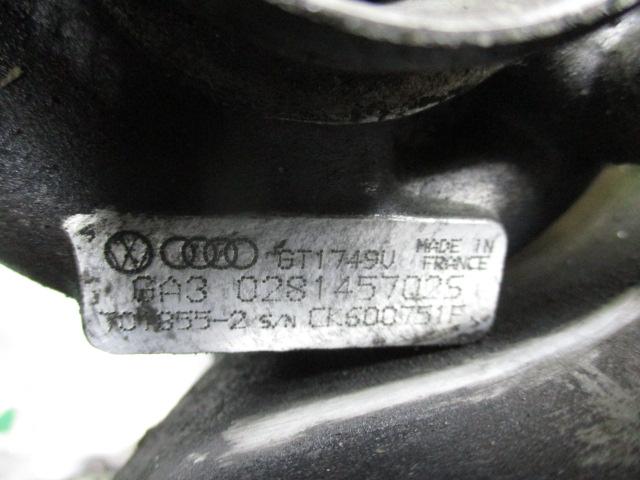 GT1749V MADE IN FRANCE
GA3 028145702S
701855-2 S/N CK600751F